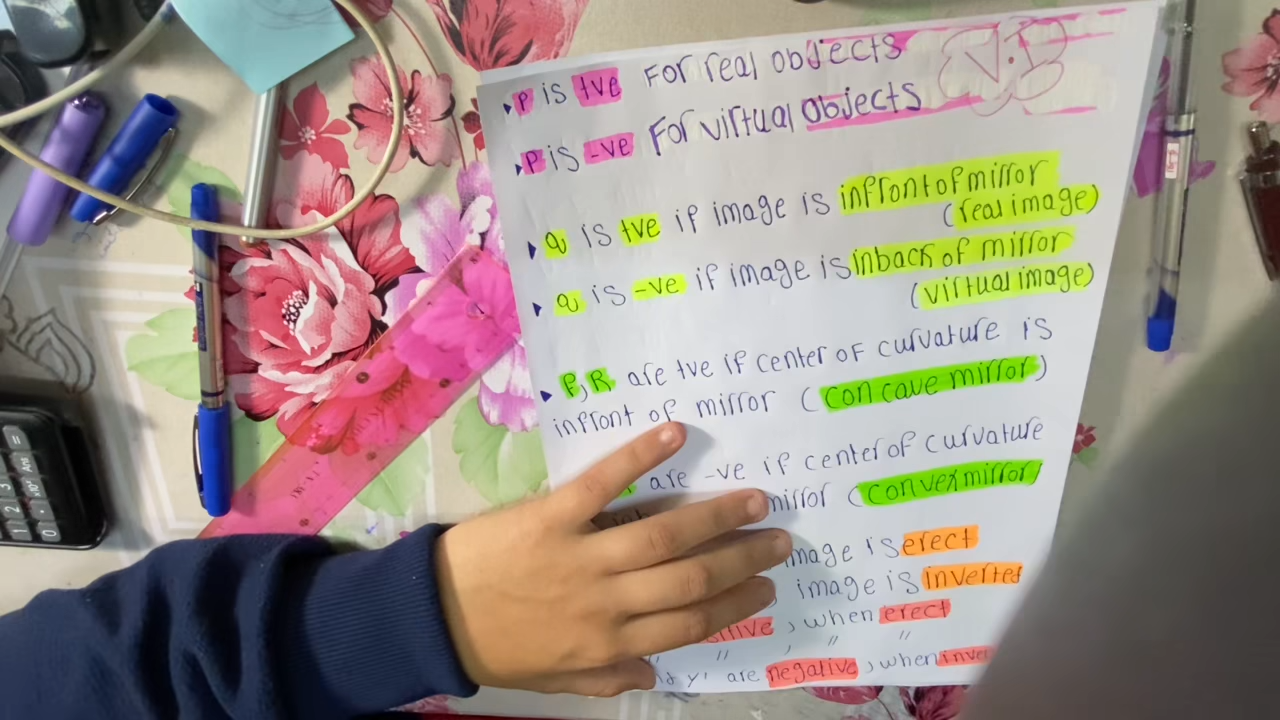 P is +ve For real objects
P is -ve For virtual objects
q is +ve if image is infront of mirror
(real image)
q is -ve if image is inback of mirror
(virtual image)
F, R are +ve if center of curvature is
infront of mirror (concave mirror)
are -ve if center of curvature
mirror (convex mirror)
image is erect
image is inverted
, when erect
" " , " "
y' are negative, when